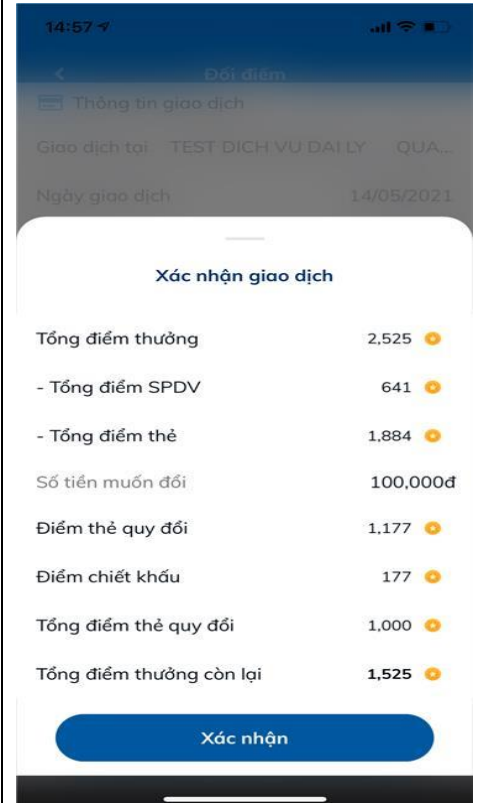 14:57
Đổi điểm
Thông tin giao dịch
Giao dịch tại TEST DICH VU DAI LY QUA...
Ngày giao dịch 14/05/2021
Xác nhận giao dịch
Tổng điểm thưởng 2,525
- Tổng điểm SPDV 641
- Tổng điểm thẻ 1,884
Số tiền muốn đổi 100,000đ
Điểm thẻ quy đổi 1,177
Điểm chiết khấu 177
Tổng điểm thẻ quy đổi 1,000
Tổng điểm thưởng còn lại 1,525
Xác nhận